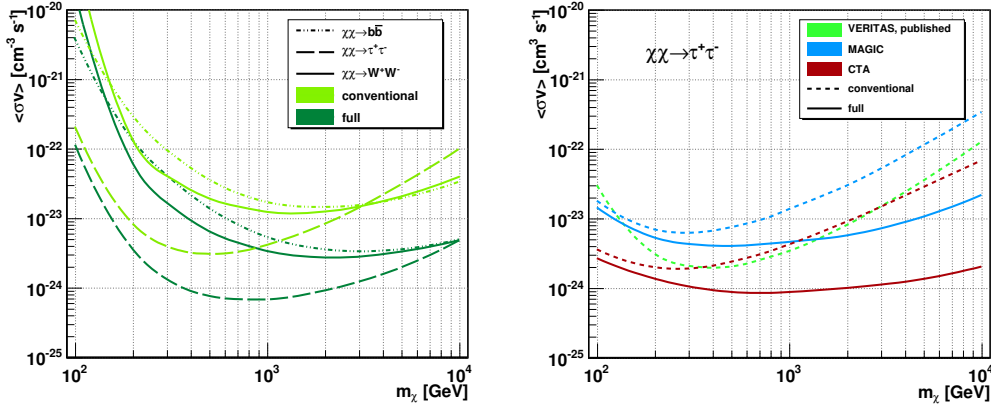 <σv> [cm⁻³ s⁻¹]
10⁻²⁰
10⁻²¹
10⁻²²
10⁻²³
10⁻²⁴
10⁻²⁵
10²
10³
10⁴
m_χ [GeV]
χχ→bb̅
χχ→τ⁺τ⁻
χχ→W⁺W⁻
conventional
full
<σv> [cm³ s⁻¹]
10⁻²⁰
10⁻²¹
10⁻²²
10⁻²³
10⁻²⁴
10⁻²⁵
10²
10³
10⁴
m_χ [GeV]
χχ→τ⁺τ⁻
VERITAS, published
MAGIC
CTA
conventional
full